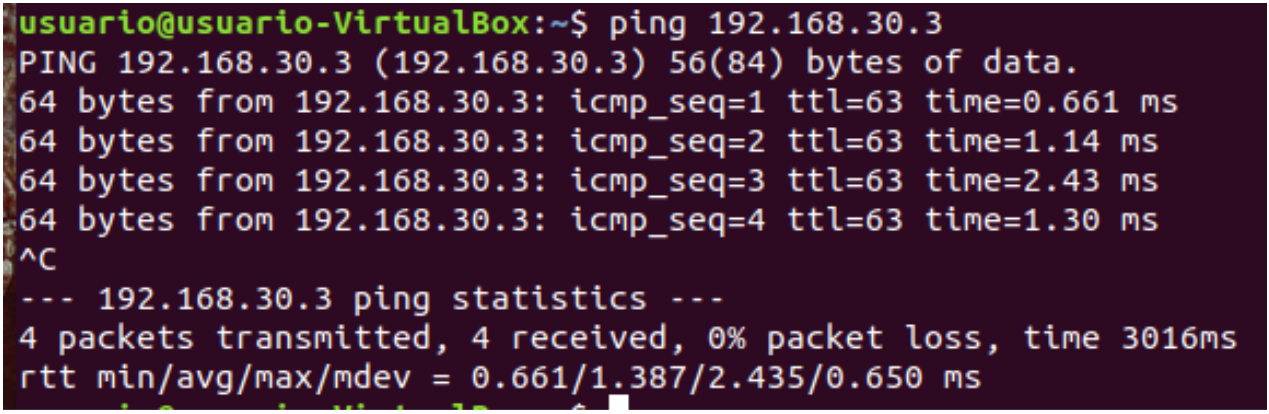 usuario@usuario-VirtualBox:~$ ping 192.168.30.3
PING 192.168.30.3 (192.168.30.3) 56(84) bytes of data.
64 bytes from 192.168.30.3: icmp_seq=1 ttl=63 time=0.661 ms
64 bytes from 192.168.30.3: icmp_seq=2 ttl=63 time=1.14 ms
64 bytes from 192.168.30.3: icmp_seq=3 ttl=63 time=2.43 ms
64 bytes from 192.168.30.3: icmp_seq=4 ttl=63 time=1.30 ms
^C
--- 192.168.30.3 ping statistics ---
4 packets transmitted, 4 received, 0% packet loss, time 3016ms
rtt min/avg/max/mdev = 0.661/1.387/2.435/0.650 ms